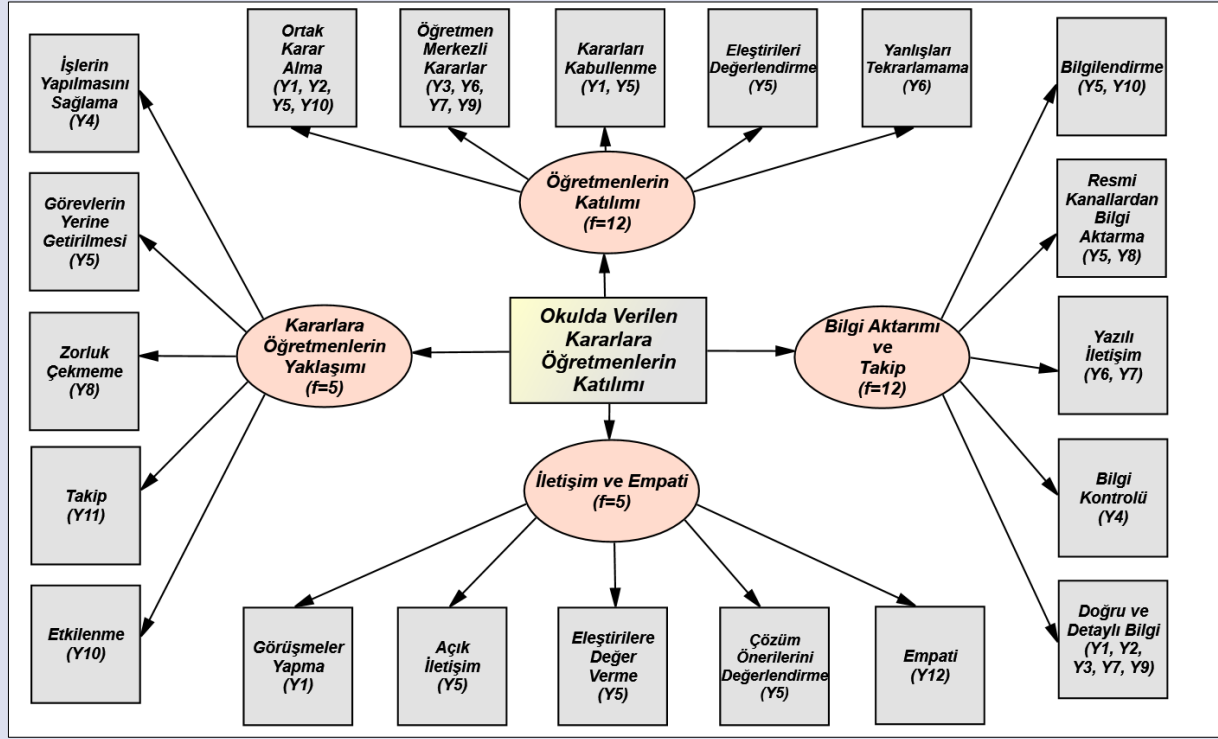 İşlerin
Yapılmasını
Sağlama
(Y4)
Ortak
Karar
Alma
(Y1, Y2,
Y5, Y10)
Öğretmen
Merkezli
Kararlar
(Y3, Y6,
Y7, Y9)
Kararları
Kabullenme
(Y1, Y5)
Eleştirileri
Değerlendirme
(Y5)
Yanlışları
Tekrarlamama
(Y6)
Bilgilendirme
(Y5, Y10)
Öğretmenlerin
Katılımı
(f=12)
Görevlerin
Yerine
Getirilmesi
(Y5)
Resmi
Kanallardan
Bilgi
Aktarma
(Y5, Y8)
Kararlara
Öğretmenlerin
Yaklaşımı
(f=5)
Okulda Verilen
Kararlara
Öğretmenlerin
Katılımı
Bilgi Aktarımı
ve
Takip
(f=12)
Zorluk
Çekmeme
(Y8)
Yazılı
İletişim
(Y6, Y7)
Takip
(Y11)
İletişim ve Empati
(f=5)
Bilgi
Kontrolü
(Y4)
Etkilenme
(Y10)
Görüşmeler
Yapma
(Y1)
Açık
İletişim
(Y5)
Eleştirilere
Değer
Verme
(Y5)
Çözüm
Önerilerini
Değerlendirme
(Y5)
Empati
(Y12)
Doğru ve
Detaylı Bilgi
(Y1, Y2,
Y3, Y7, Y9)